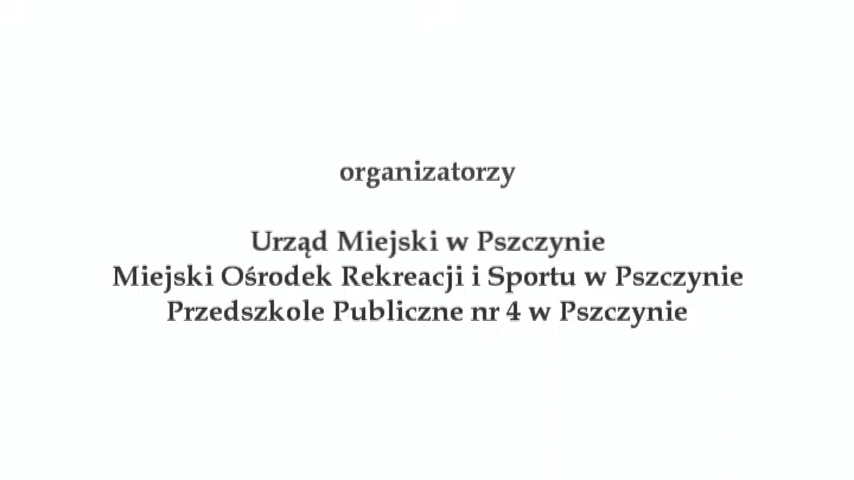 organizatorzy
Urząd Miejski w Pszczynie
Miejski Ośrodek Rekreacji i Sportu w Pszczynie
Przedszkole Publiczne nr 4 w Pszczynie